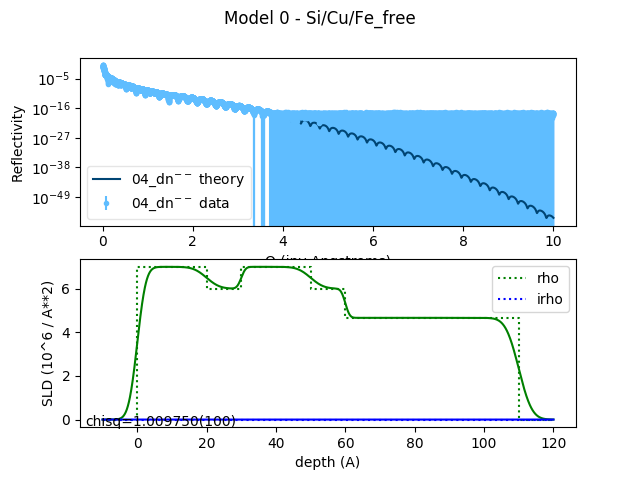 Model 0 - Si/Cu/Fe_free
Reflectivity
10⁻⁵
10⁻¹⁶
10⁻²⁷
10⁻³⁸
10⁻⁴⁹
04_dn⁻⁻ theory
04_dn⁻⁻ data
0 2 4 6 8 10
SLD (10^6 / A**2)
6
4
2
0
rho
irho
chisq=1.009750(100)
0 20 40 60 80 100 120
depth (A)